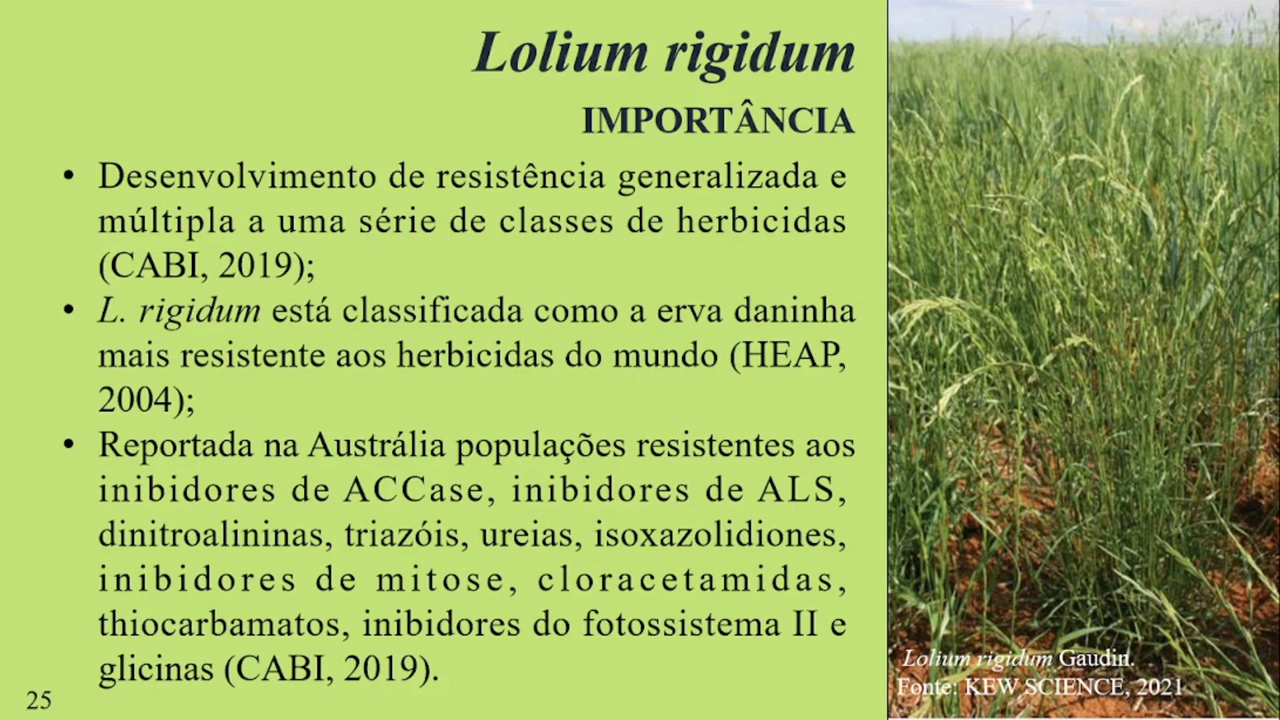 Lolium rigidum
IMPORTÂNCIA
• Desenvolvimento de resistência generalizada e
múltipla a uma série de classes de herbicidas
(CABI, 2019);
• L. rigidum está classificada como a erva daninha
mais resistente aos herbicidas do mundo (HEAP,
2004);
• Reportada na Austrália populações resistentes aos
inibidores de ACCase, inibidores de ALS,
dinitroalininas, triazóis, ureias, isoxazolidiones,
inibidores de mitose, cloracetamidas,
thiocarbamatos, inibidores do fotossistema II e
glicinas (CABI, 2019).
25
Lolium rigidum Gaudin.
Fonte: KEW SCIENCE, 2021